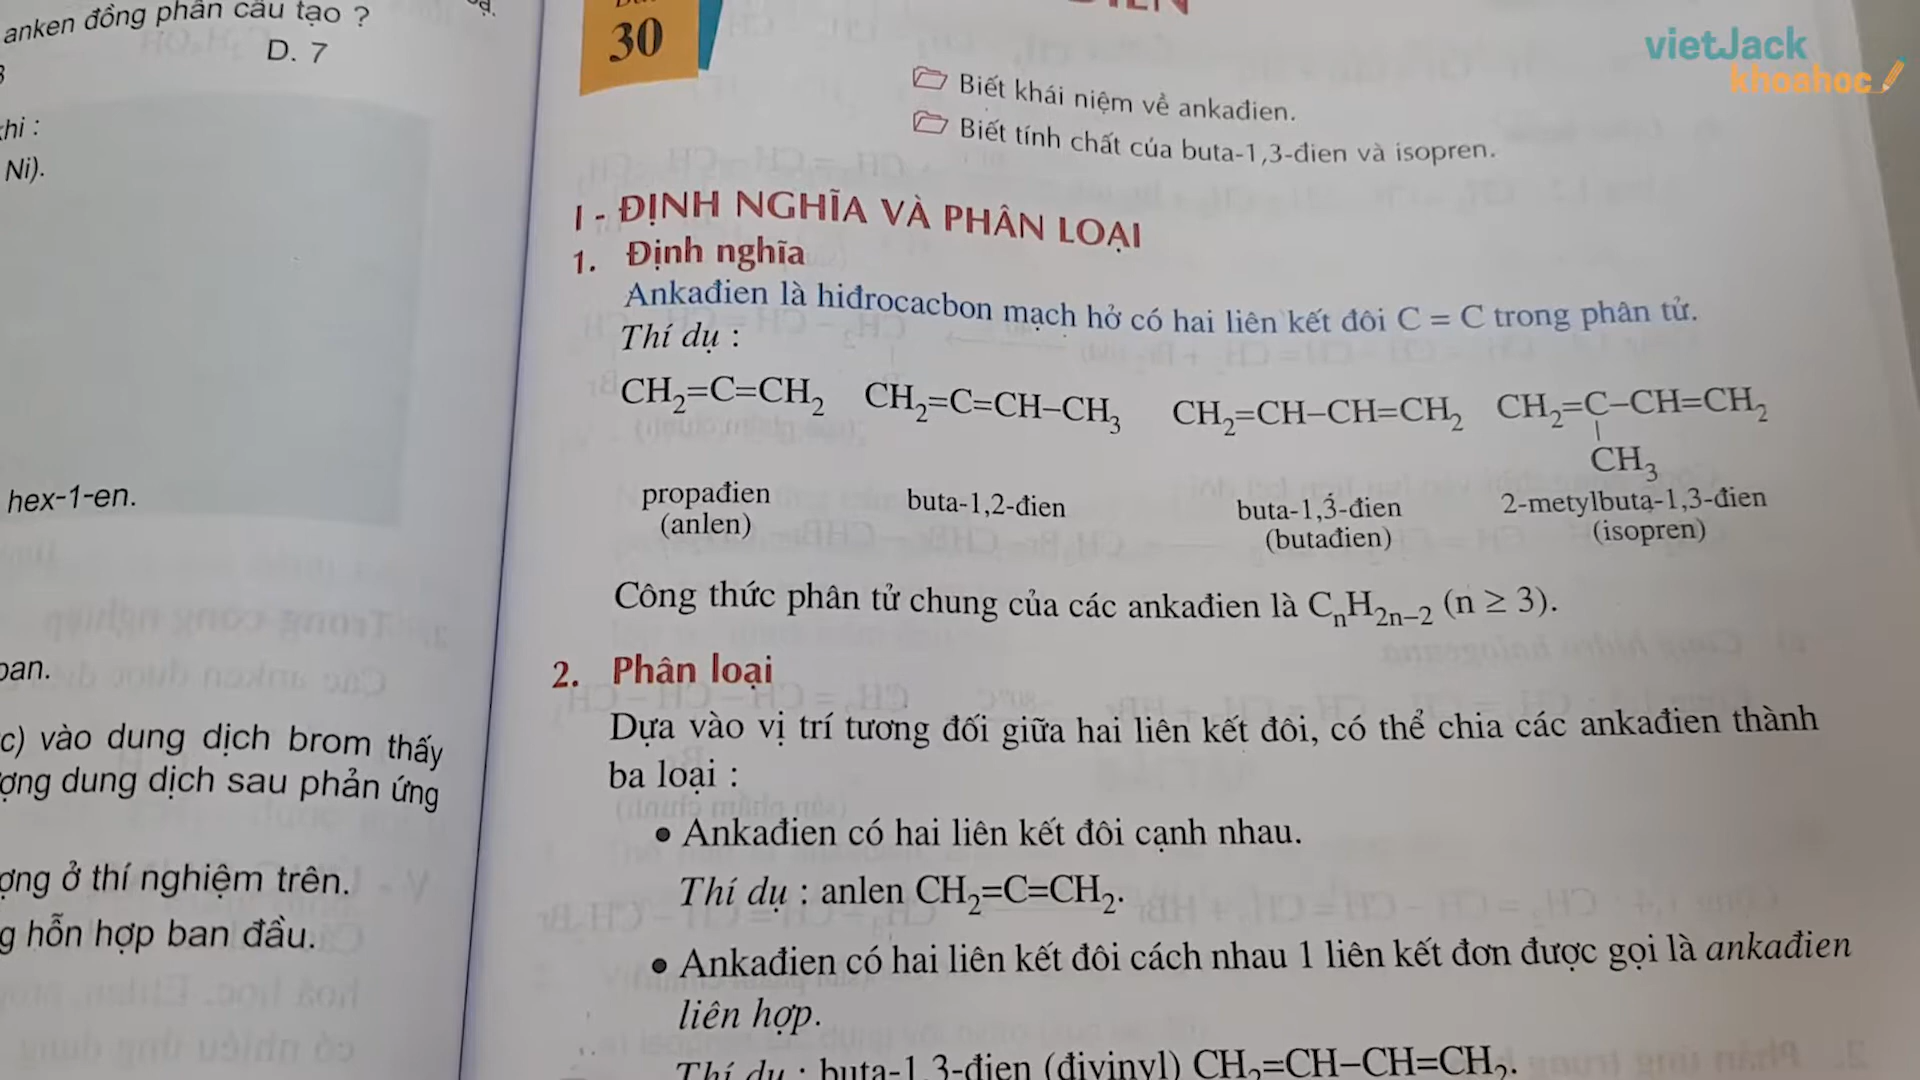 anken đồng phân cấu tạo ?
D. 7
Ni).
hex-1-en.
c) vào dung dịch brom thấy
dung dịch sau phản ứng
ở thí nghiệm trên.
hỗn hợp ban đầu.
30
vietJack
khoahoc
Biết khái niệm về ankađien.
Biết tính chất của buta-1,3-đien và isopren.
I - ĐỊNH NGHĨA VÀ PHÂN LOẠI
1. Định nghĩa
Ankađien là hiđrocacbon mạch hở có hai liên kết đôi C = C trong phân tử.
Thí dụ :
CH₂=C=CH₂ CH₂=C=CH–CH₃ CH₂=CH–CH=CH₂ CH₂=C–CH=CH₂
CH₃
propađien buta-1,2-đien buta-1,3-đien 2-metylbuta-1,3-đien
(anlen) (butađien) (isopren)
Công thức phân tử chung của các ankađien là CₙH₂ₙ₋₂ (n ≥ 3).
2. Phân loại
Dựa vào vị trí tương đối giữa hai liên kết đôi, có thể chia các ankađien thành
ba loại :
• Ankađien có hai liên kết đôi cạnh nhau.
Thí dụ : anlen CH₂=C=CH₂.
• Ankađien có hai liên kết đôi cách nhau 1 liên kết đơn được gọi là ankađien
liên hợp.
Thí dụ : buta-1,3-đien (đivinyl) CH₂=CH–CH=CH₂.